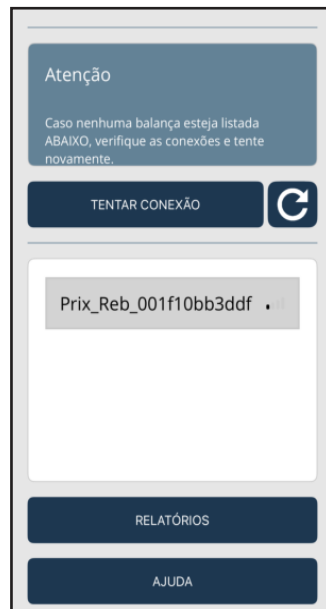 Atenção
Caso nenhuma balança esteja listada
ABAIXO, verifique as conexões e tente
novamente.
TENTAR CONEXÃO
Prix_Reb_001f10bb3ddf
RELATÓRIOS
AJUDA